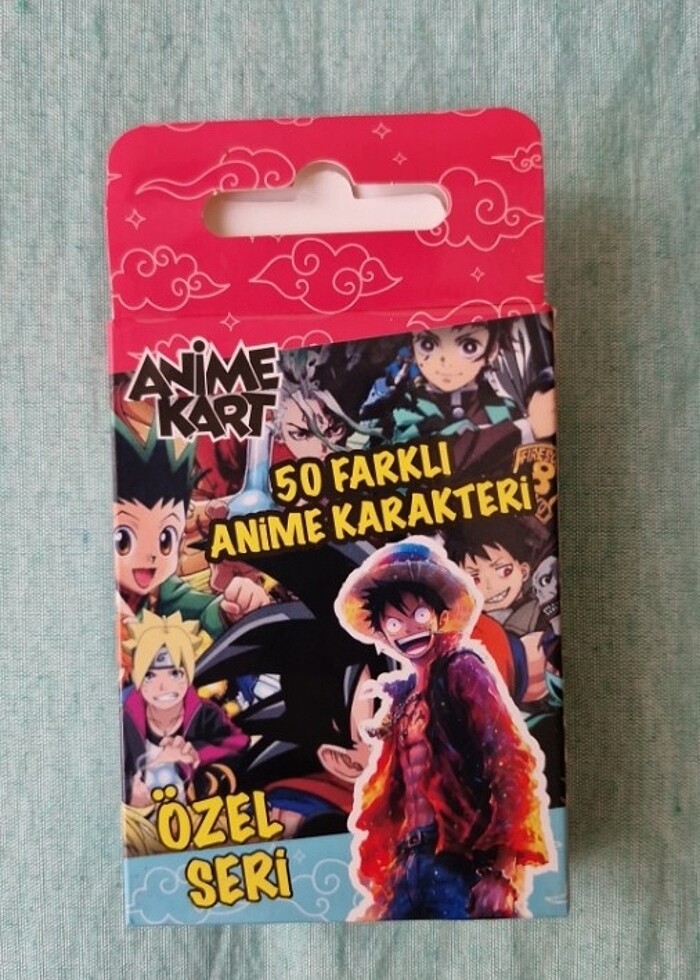 ANiME
KART
50 FARKLI
ANiME KARAKTERi
ÖZEL
SERi